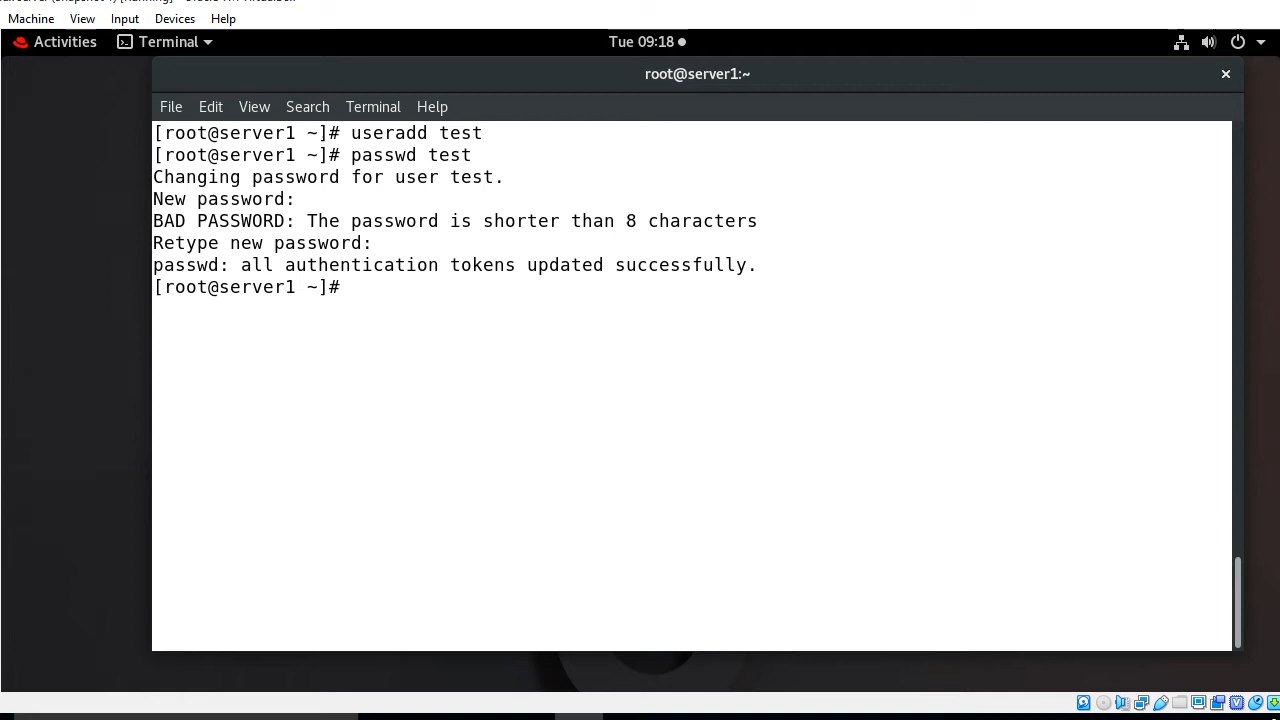 Machine View Input Devices Help
Activities Terminal Tue 09:18
root@server1:~
File Edit View Search Terminal Help
[root@server1 ~]# useradd test
[root@server1 ~]# passwd test
Changing password for user test.
New password:
BAD PASSWORD: The password is shorter than 8 characters
Retype new password:
passwd: all authentication tokens updated successfully.
[root@server1 ~]#